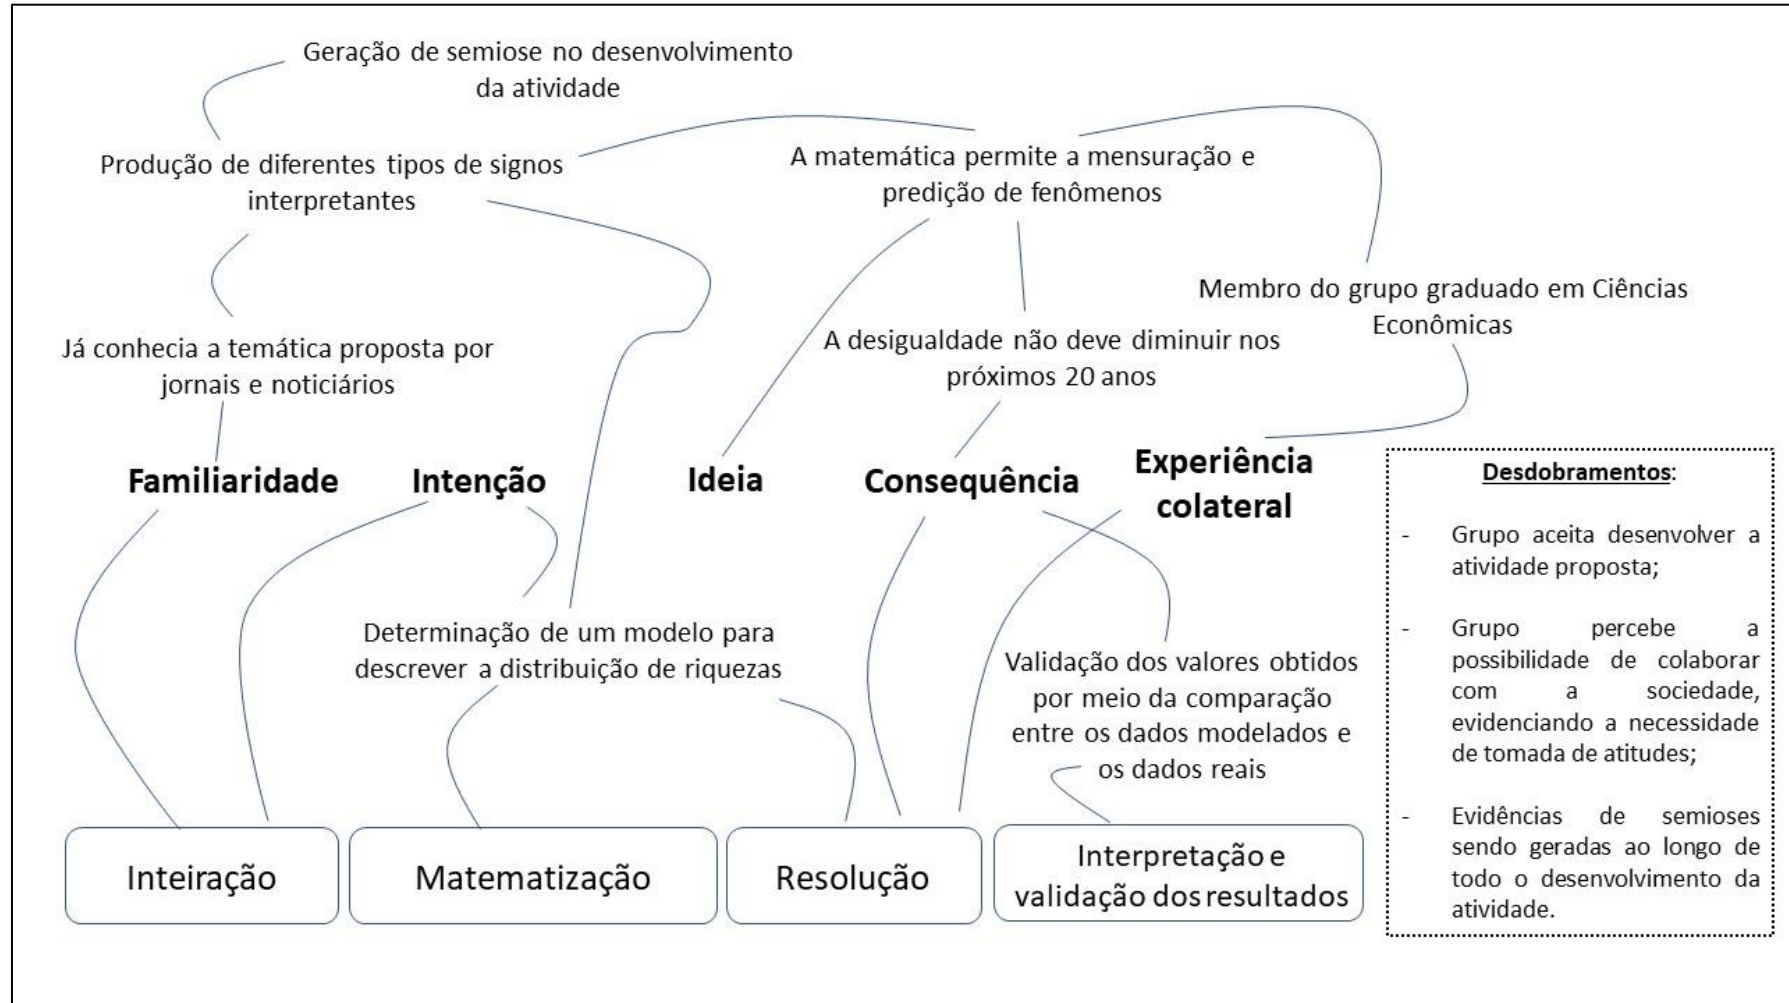 Geração de semiose no desenvolvimento
da atividade
Produção de diferentes tipos de signos
interpretantes
A matemática permite a mensuração e
predição de fenômenos
Membro do grupo graduado em Ciências
Econômicas
Já conhecia a temática proposta por
jornais e noticiários
A desigualdade não deve diminuir nos
próximos 20 anos
Familiaridade
Intenção
Ideia
Consequência
Experiência
colateral
Determinação de um modelo para
descrever a distribuição de riquezas
Validação dos valores obtidos
por meio da comparação
entre os dados modelados e
os dados reais
Inteiração
Matematização
Resolução
Interpretação e
validação dos resultados
Desdobramentos:
- Grupo aceita desenvolver a
atividade proposta;
- Grupo percebe a
possibilidade de colaborar
com a sociedade,
evidenciando a necessidade
de tomada de atitudes;
- Evidências de semioses
sendo geradas ao longo de
todo o desenvolvimento da
atividade.